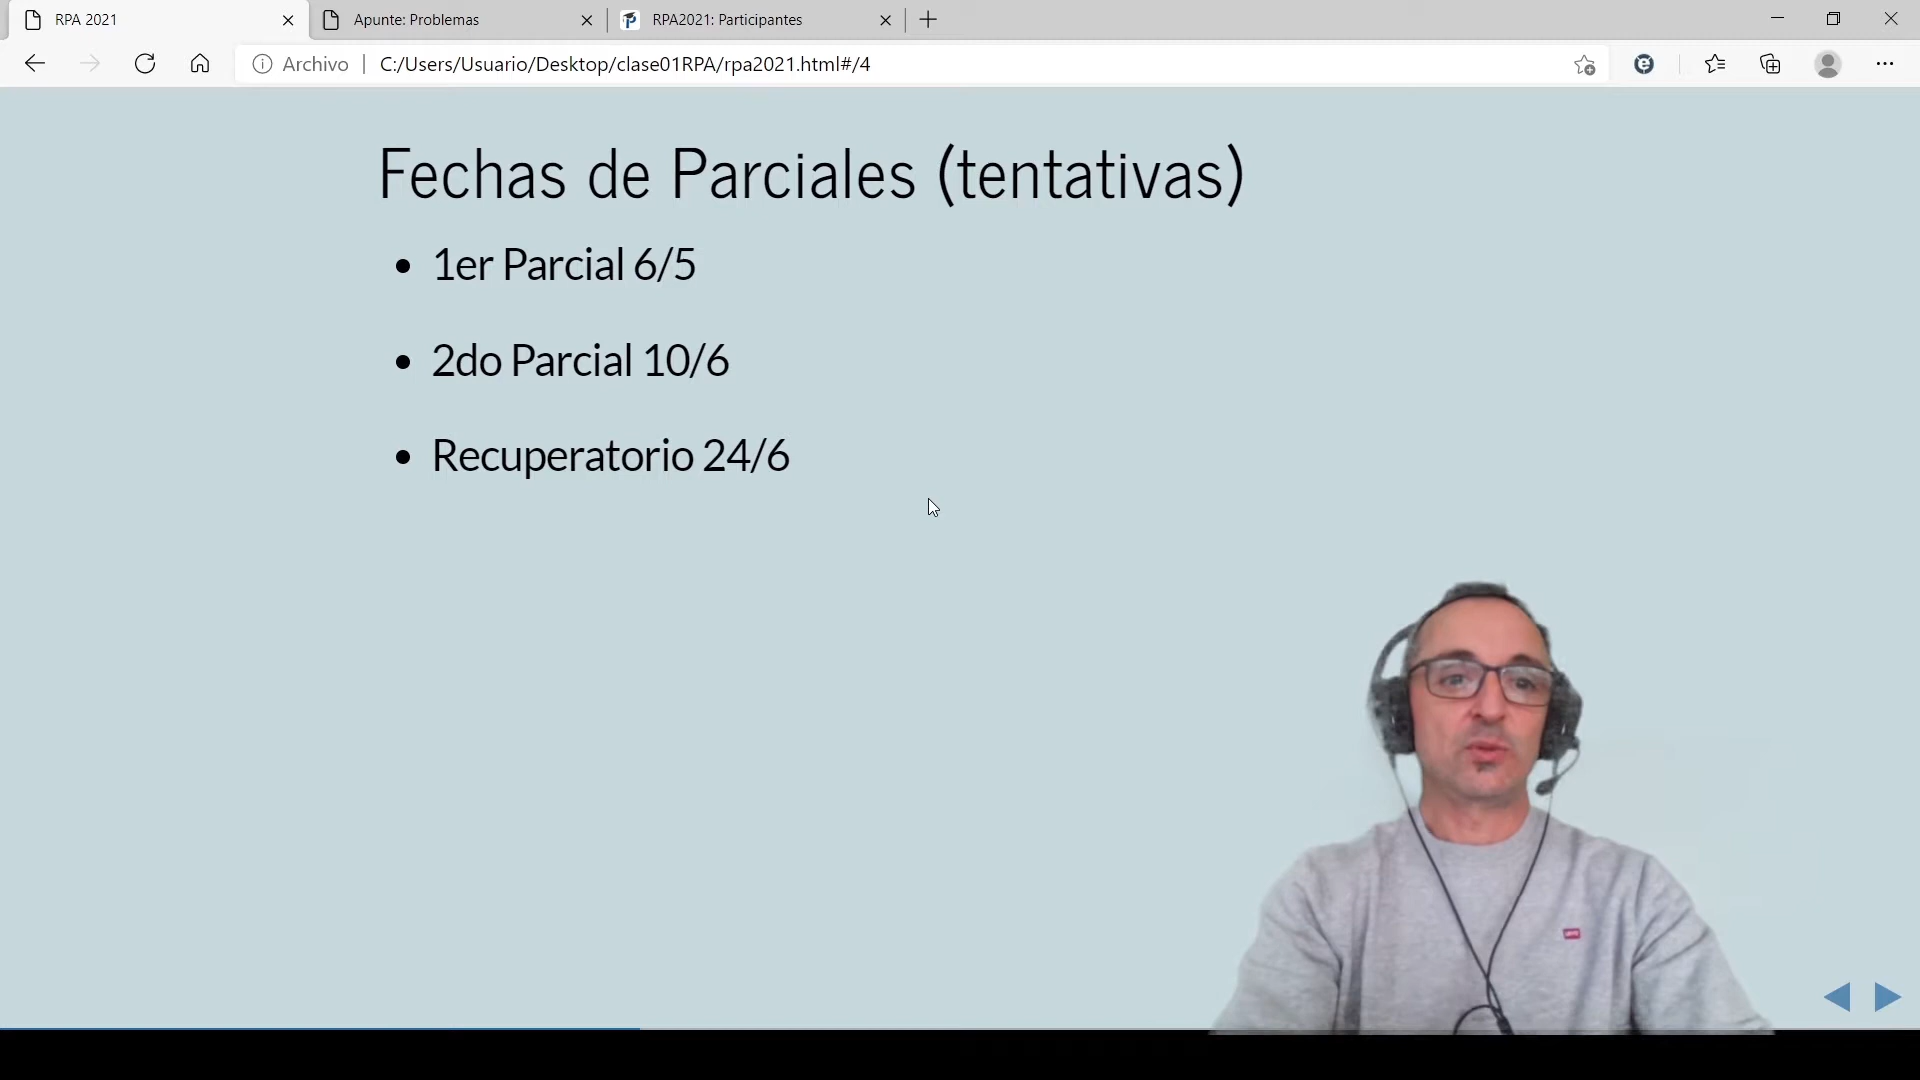 RPA 2021
Apunte: Problemas
RPA2021: Participantes
Archivo
C:/Users/Usuario/Desktop/clase01RPA/rpa2021.html#/4
Fechas de Parciales (tentativas)
• 1er Parcial 6/5
• 2do Parcial 10/6
• Recuperatorio 24/6